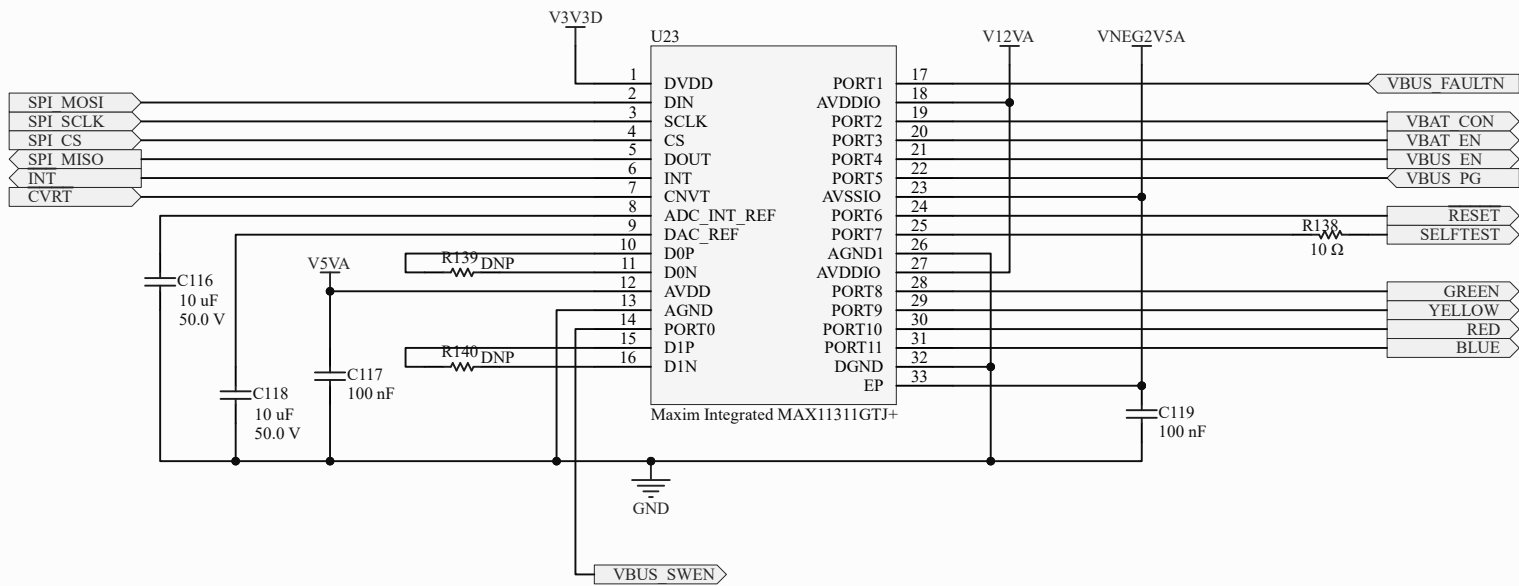 V3V3D
U23
V12VA
VNEG2V5A
1 DVDD PORT1 17 VBUS_FAULTN
SPI_MOSI 2 DIN AVDDIO 18
SPI_SCLK 3 SCLK PORT2 19 VBAT_CON
SPI_CS 4 CS PORT3 20 VBAT_EN
SPI_MISO 5 DOUT PORT4 21 VBUS_EN
INT 6 INT PORT5 22 VBUS_PG
CVRT 7 CNVT AVSSIO 23
8 ADC_INT_REF PORT6 24 RESET
9 DAC_REF PORT7 25 R138 SELFTEST
10 Ω
10 D0P AGND1 26
R139 DNP 11 D0N AVDDIO 27
V5VA
12 AVDD PORT8 28 GREEN
13 AGND PORT9 29 YELLOW
14 PORT0 PORT10 30 RED
15 D1P PORT11 31 BLUE
R140 DNP 16 D1N DGND 32
EP 33
C116
10 uF
50.0 V
C118
10 uF
50.0 V
C117
100 nF
Maxim Integrated MAX11311GTJ+
C119
100 nF
GND
VBUS_SWEN